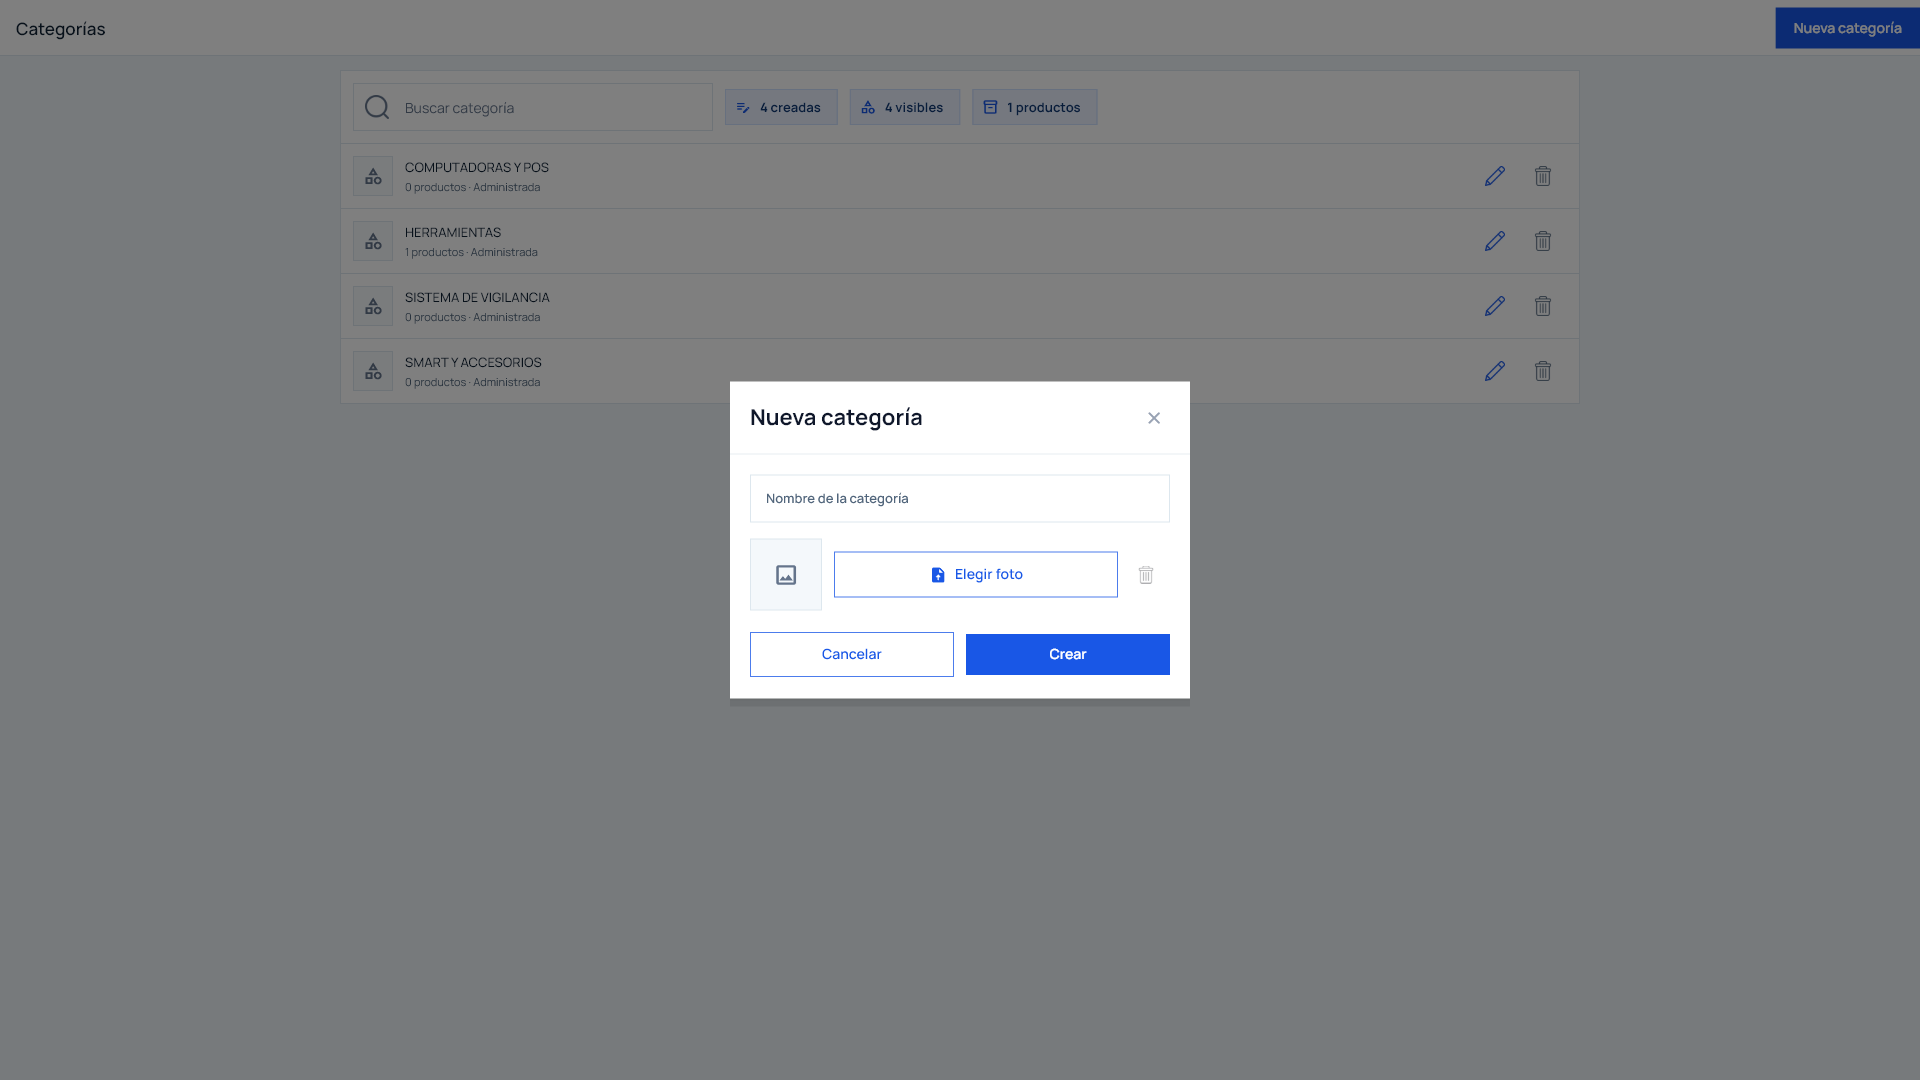 Categorías
Nueva categoría
Buscar categoría
4 creadas
4 visibles
1 productos
COMPUTADORAS Y POS
0 productos · Administrada
HERRAMIENTAS
1 productos · Administrada
SISTEMA DE VIGILANCIA
0 productos · Administrada
SMART Y ACCESORIOS
0 productos · Administrada
Nueva categoría
Nombre de la categoría
Elegir foto
Cancelar
Crear